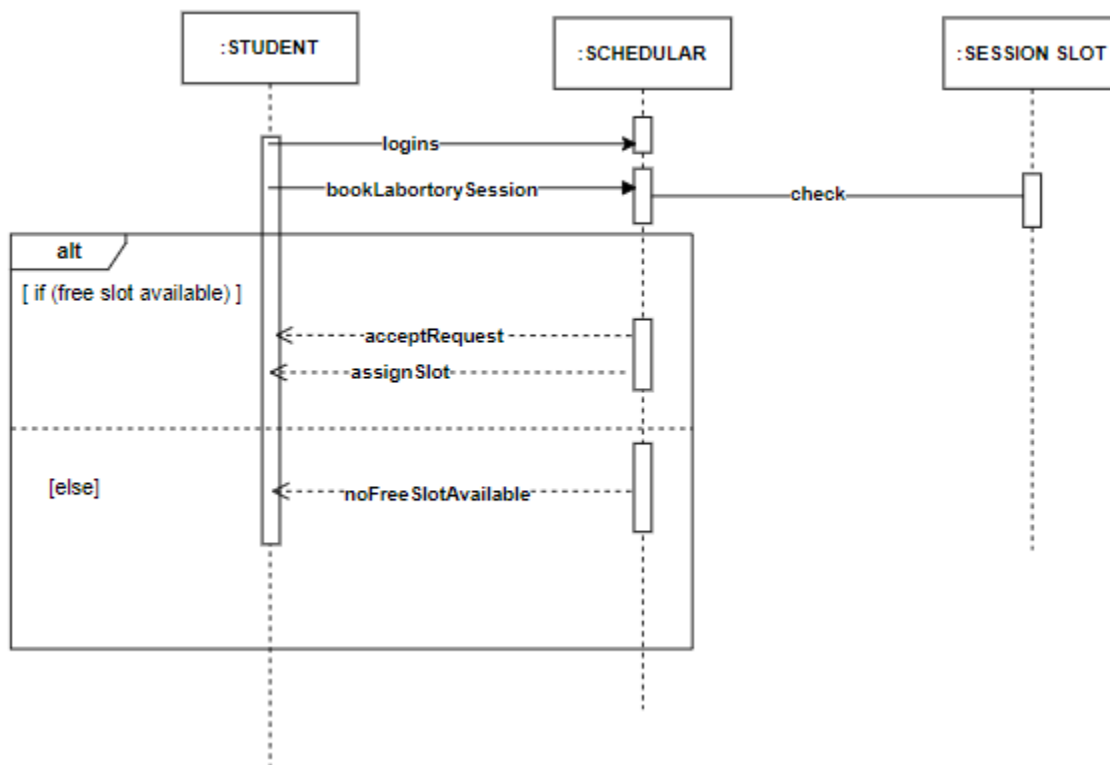 :STUDENT
:SCHEDULAR
:SESSION SLOT
logins
bookLabortorySession
check
alt
[ if (free slot available) ]
acceptRequest
assignSlot
[else]
noFreeSlotAvailable